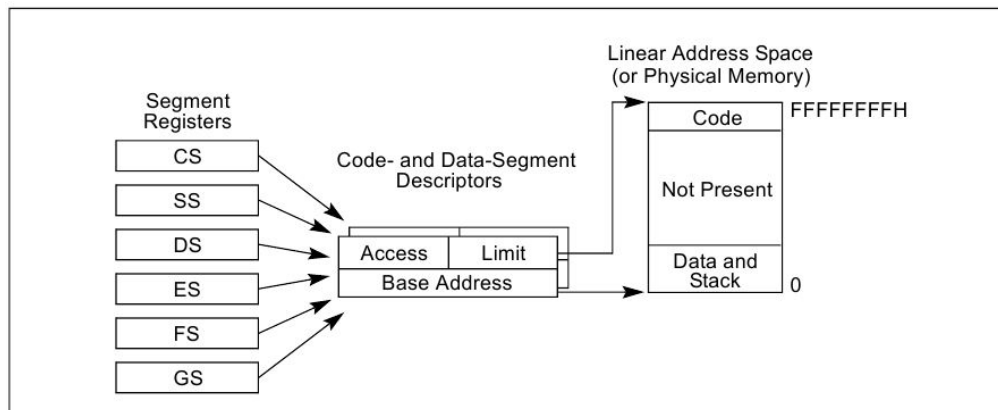 Segment
Registers
CS
SS
DS
ES
FS
GS
Code- and Data-Segment
Descriptors
Access
Limit
Base Address
Linear Address Space
(or Physical Memory)
Code
FFFFFFFFH
Not Present
Data and
Stack
0